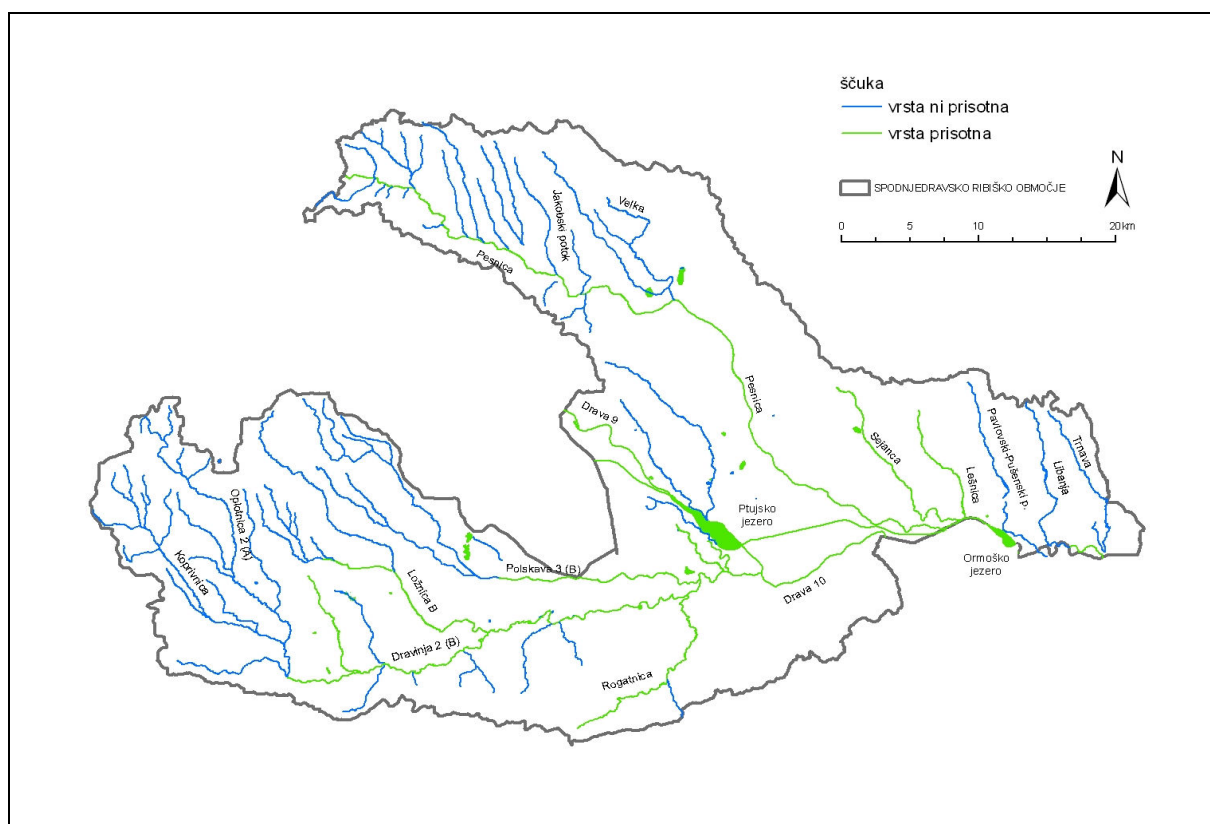 ščuka
vrsta ni prisotna
vrsta prisotna
N
SPODNJEDRAVSKO RIBIŠKO OBMOČJE
0 5 10 20 km
Velka
Jakobski potok
Pesnica
Pesnica
Drava 9
Sejanca
Lešnica
Pavlovski-Pušenski p.
Libanja
Trnava
Ptujsko
jezero
Ormoško
jezero
Oplotnica 2 (A)
Koprivnica
Ložnica B
Polskava 3 (B)
Drava 10
Dravinja 2 (B)
Rogatnica